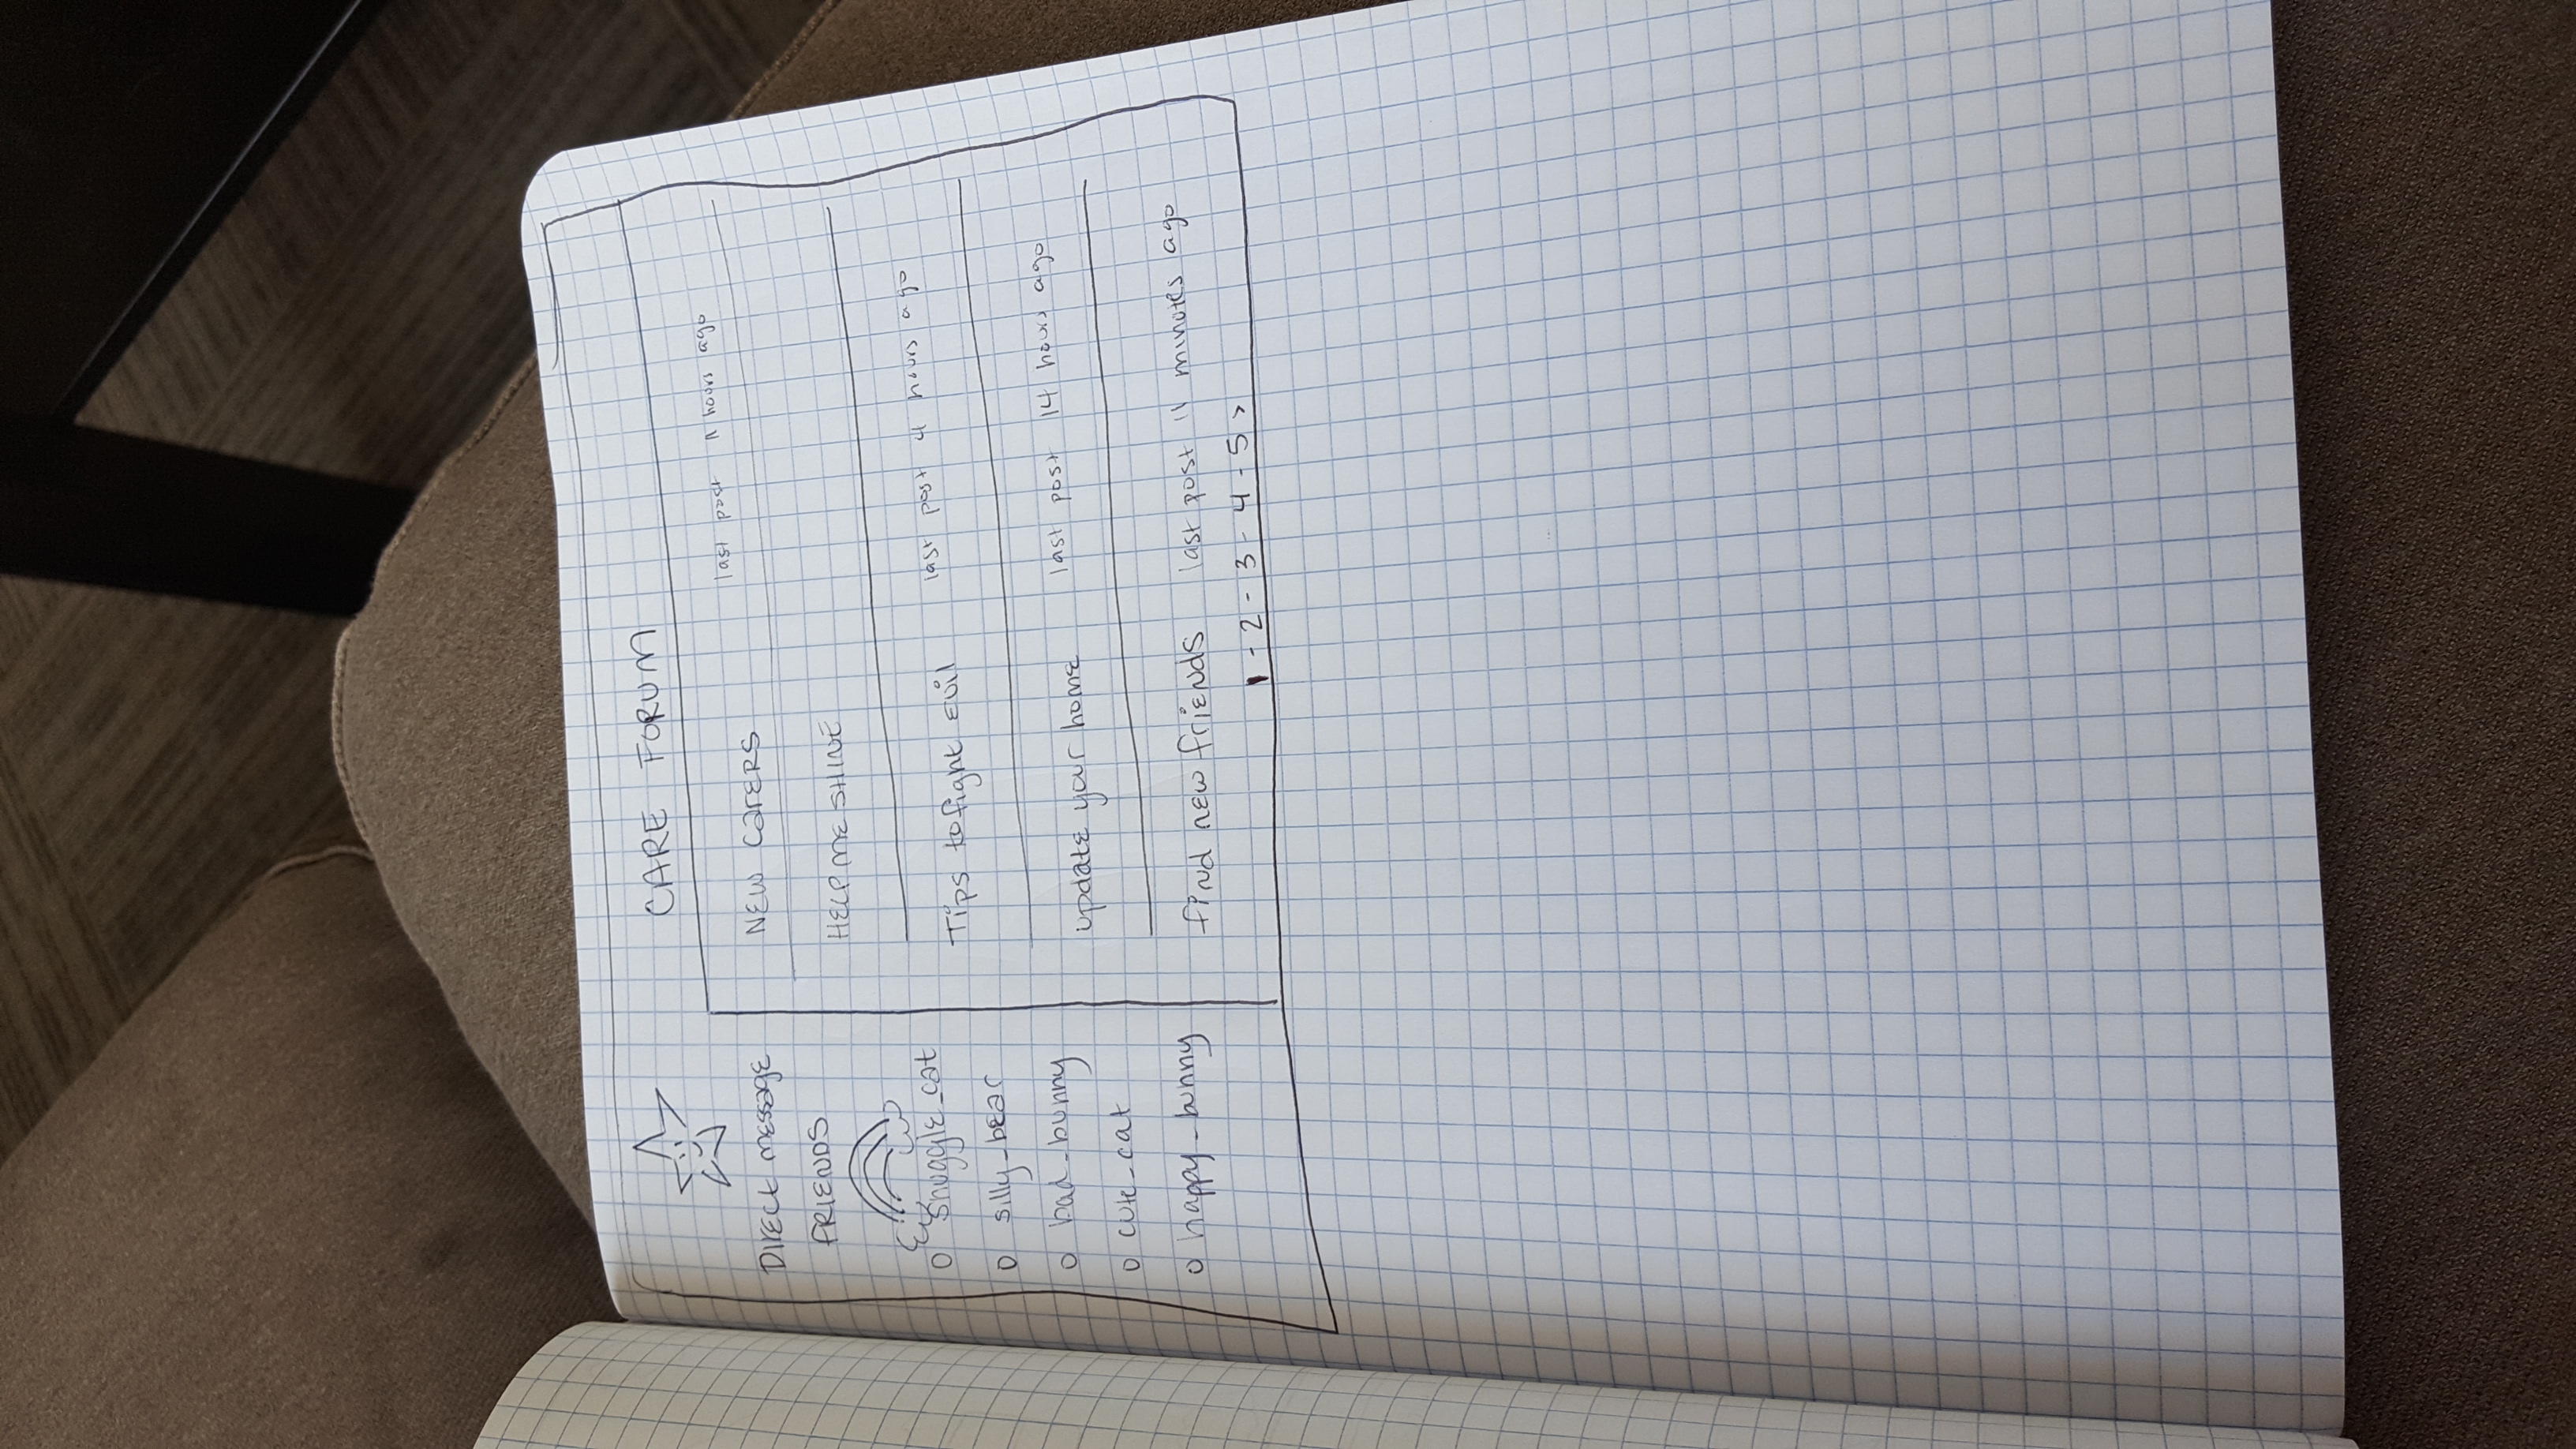 CARE FORUM
DIRECT MESSAGE
FRIENDS
o snuggle_cat
o silly_bear
o bad_bunny
o cute_cat
o happy_bunny
NEW CarERS last post 11 hours ago
HELP ME SHINE
Tips to fight Evil last post 4 hours ago
update your home last post 14 hours ago
find new friends last post 11 minutes ago
1 - 2 - 3 - 4 - 5 >